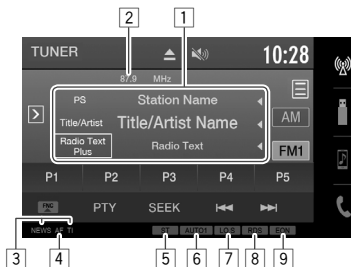 2 1
TUNER 10:28
87.9 MHz
PS Station Name
Title/Artist Title/Artist Name
Radio Text Plus Radio Text
AM
FM1
P1 P2 P3 P4 P5
FNC PTY SEEK
NEWS AF TI ST AUTO1 LO.S RDS EON
3 4 5 6 7 8 9